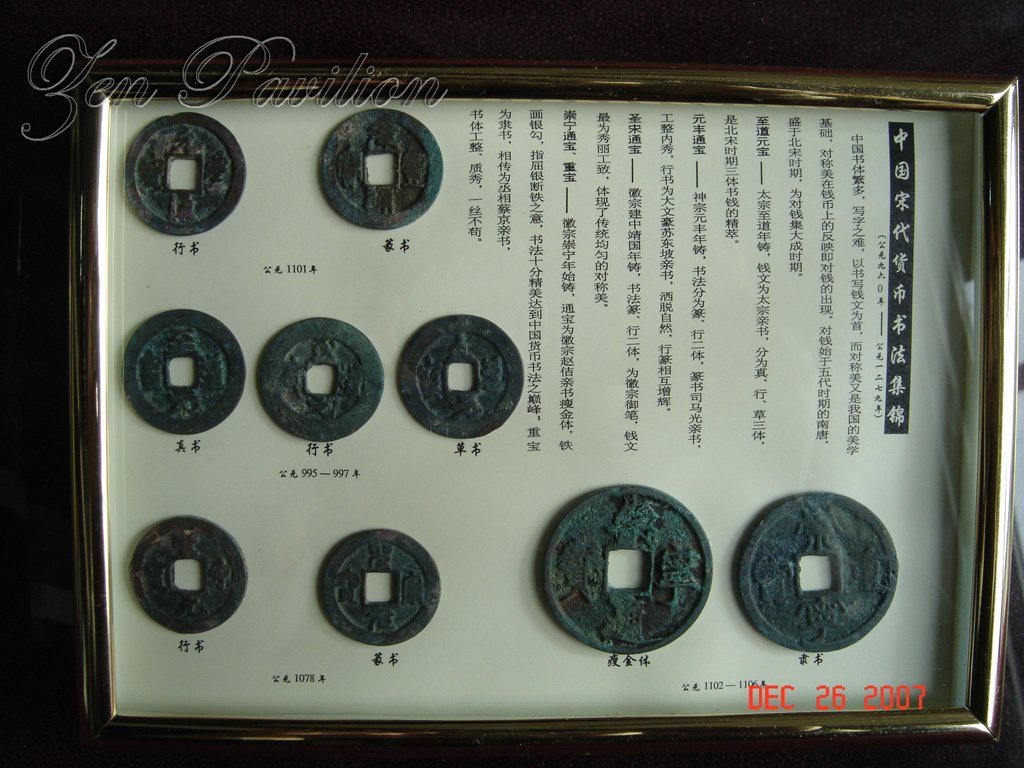 Zen Pavilion
中国宋代货币书法集锦
（公元九六〇年——公元一二七九年）
中国书体繁多，写字之难，以书写钱文为首，而对称美又是我国的美学
基础，对称美在钱币上的反映即对钱的出现。对钱始于五代时期的南唐，
盛于北宋时期，为对钱集大成时期。
至道元宝——太宗至道年铸，钱文为太宗亲书，分为真、行、草三体，
是北宋时期三体书钱的精萃。
元丰通宝——神宗元丰年铸，书法分为篆、行二体，篆书司马光亲书，
工整内秀，行书为大文豪苏东坡亲书，洒脱自然，行篆相互增辉。
圣宋通宝——徽宗建中靖国年铸，书法篆、行二体，为徽宗御笔，钱文
最为秀丽工致，体现了传统均匀的对称美。
崇宁通宝 重宝——徽宗崇宁年始铸，通宝为徽宗赵佶亲书瘦金体，铁
画银勾，指屈银断铁之意，书法十分精美达到中国货币书法之巅峰；重宝
为隶书，相传为丞相蔡京亲书，
书体工整、质秀，一丝不苟。
行书
篆书
公元 1101年
真书
行书
草书
公元 995—997 年
行书
篆书
公元 1078 年
瘦金体
隶书
公元 1102—1106年
崇寧通寳
崇寧重寳
DEC 26 2007